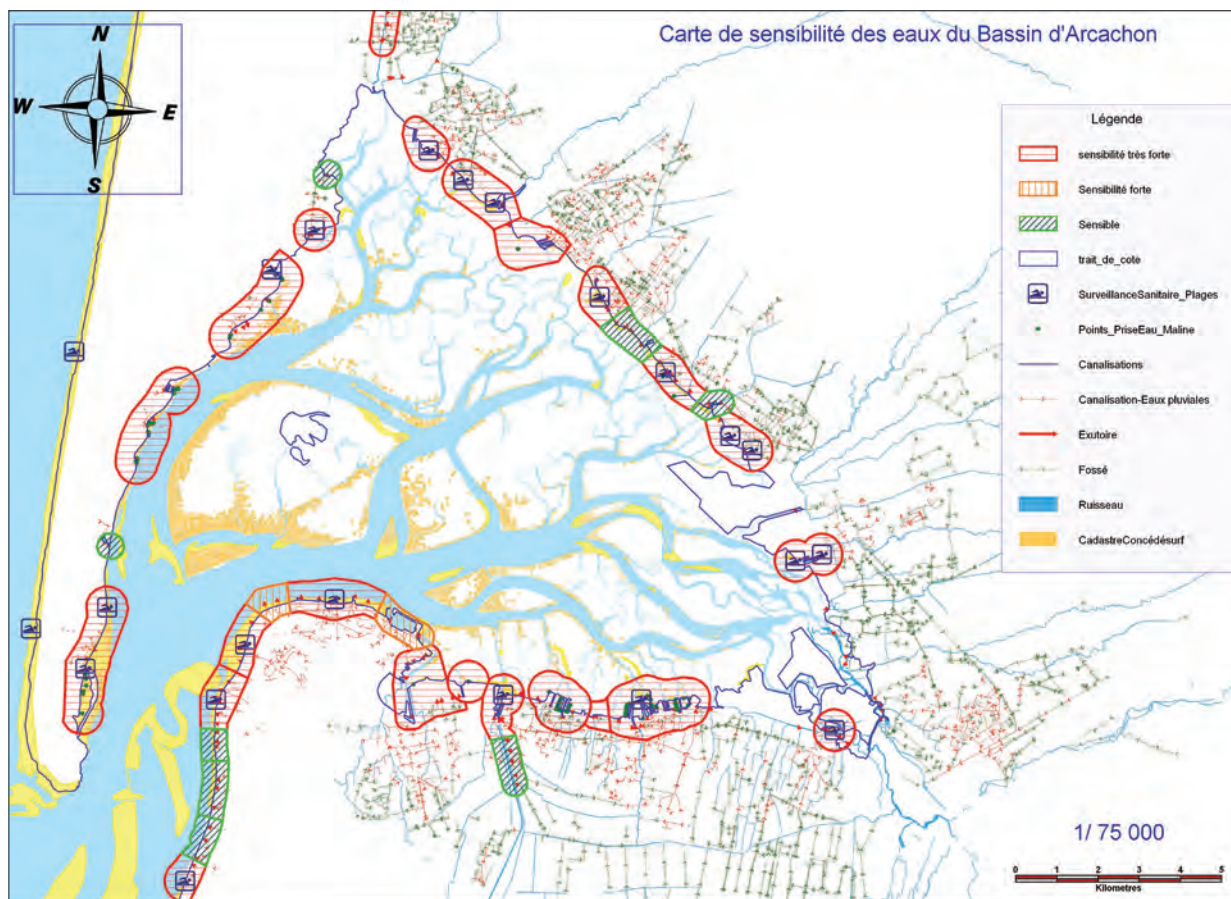 Carte de sensibilité des eaux du Bassin d'Arcachon
N
W
E
S
Légende
sensibilité très forte
Sensibilité forte
Sensible
trait_de_cote
SurveillanceSanitaire_Plages
Points_PriseEau_Maline
Canalisations
Canalisation-Eaux pluviales
Exutoire
Fossé
Ruisseau
CadastreConcédésurf
1/ 75 000
0 1 2 3 4 5
Kilometres